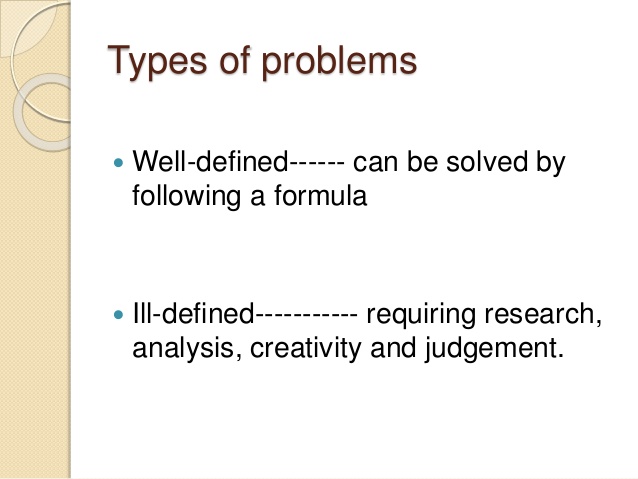 Types of problems
Well-defined------ can be solved by
following a formula
Ill-defined----------- requiring research,
analysis, creativity and judgement.